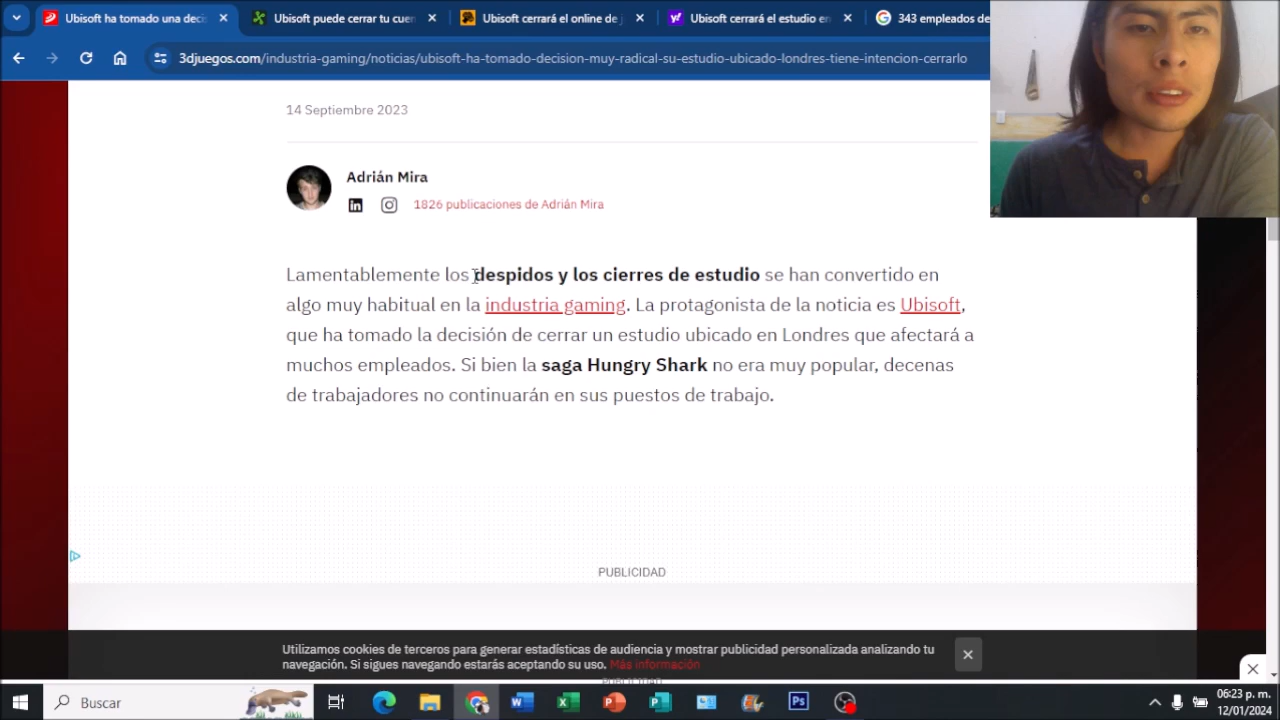 Ubisoft ha tomado una deci
Ubisoft puede cerrar tu cuen
Ubisoft cerrará el online de j
Ubisoft cerrará el estudio en
343 empleados de
3djuegos.com/industria-gaming/noticias/ubisoft-ha-tomado-decision-muy-radical-su-estudio-ubicado-londres-tiene-intencion-cerrarlo
14 Septiembre 2023
Adrián Mira
1826 publicaciones de Adrián Mira
Lamentablemente los despidos y los cierres de estudio se han convertido en
algo muy habitual en la industria gaming. La protagonista de la noticia es Ubisoft,
que ha tomado la decisión de cerrar un estudio ubicado en Londres que afectará a
muchos empleados. Si bien la saga Hungry Shark no era muy popular, decenas
de trabajadores no continuarán en sus puestos de trabajo.
PUBLICIDAD
Utilizamos cookies de terceros para generar estadísticas de audiencia y mostrar publicidad personalizada analizando tu
navegación. Si sigues navegando estarás aceptando su uso. Más información
PUBLICIDAD
Buscar
06:23 p. m.
12/01/2024